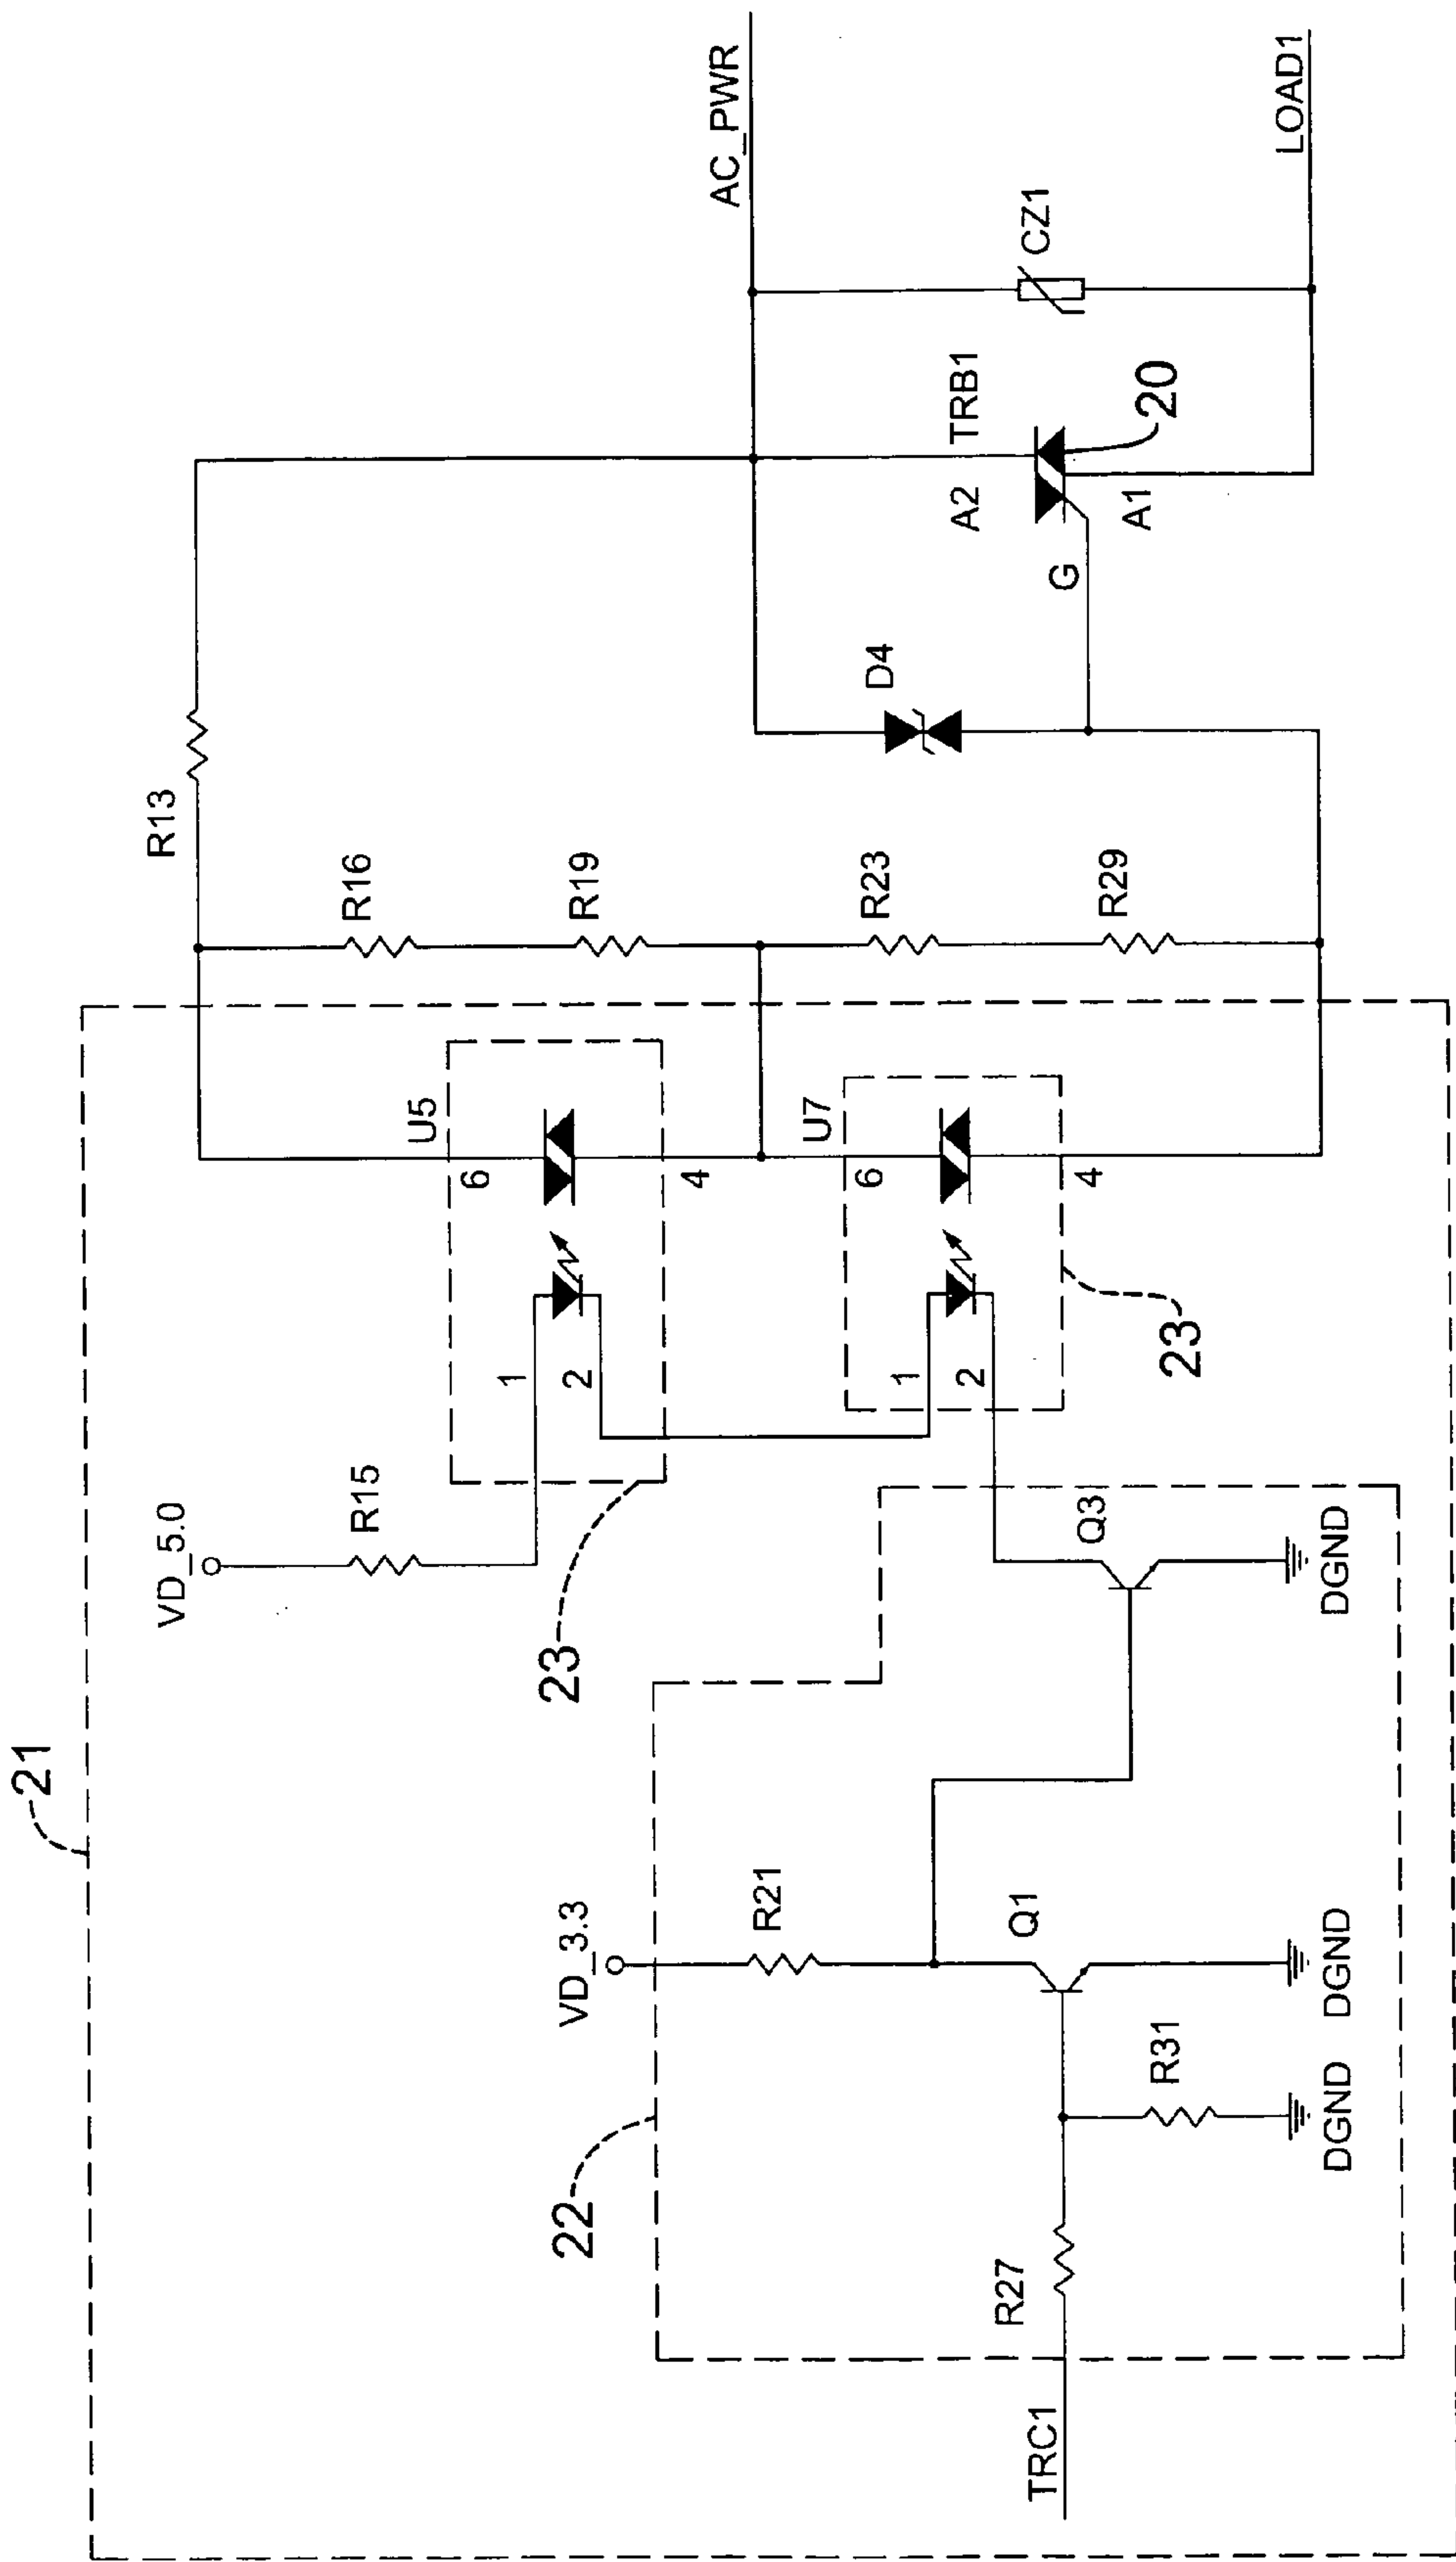 21
VD_5.0
R15
R13
R16
R19
R23
R29
U5
6
4
1
2
23
U7
6
4
1
2
23
D4
AC_PWR
TRB1
A2
A1
G
20
CZ1
LOAD1
22
VD_3.3
R21
Q1
Q3
DGND
DGND
R31
DGND
R27
TRC1